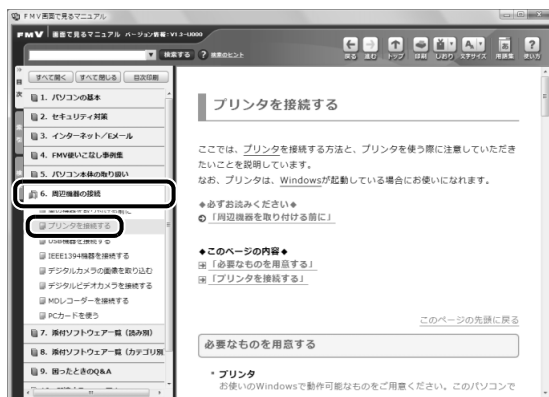 FMV画面で見るマニュアル
FMV 画面で見るマニュアル バージョン情報:V1.3-U000
検索する ? 検索のヒント
戻る 進む トップ 印刷 しおり 文字サイズ 用語集 使い方
目次
すべて開く すべて閉じる 目次印刷
1. パソコンの基本
2. セキュリティ対策
3. インターネット/Eメール
4. FMV使いこなし事例集
5. パソコン本体の取り扱い
6. 周辺機器の接続
プリンタを接続する
USB機器を接続する
IEEE1394機器を接続する
デジタルカメラの画像を取り込む
デジタルビデオカメラを接続する
MDレコーダーを接続する
PCカードを使う
7. 添付ソフトウェア一覧(読み別)
8. 添付ソフトウェア一覧(カテゴリ別
9. 困ったときのQ&A
プリンタを接続する
ここでは、プリンタを接続する方法と、プリンタを使う際に注意していただき
たいことを説明しています。
なお、プリンタは、Windowsが起動している場合にお使いになれます。
◆必ずお読みください◆
「周辺機器を取り付ける前に」
◆このページの内容◆
「必要なものを用意する」
「プリンタを接続する」
このページの先頭に戻る
必要なものを用意する
・プリンタ
お使いのWindowsで動作可能なものをご用意ください。このパソコンで